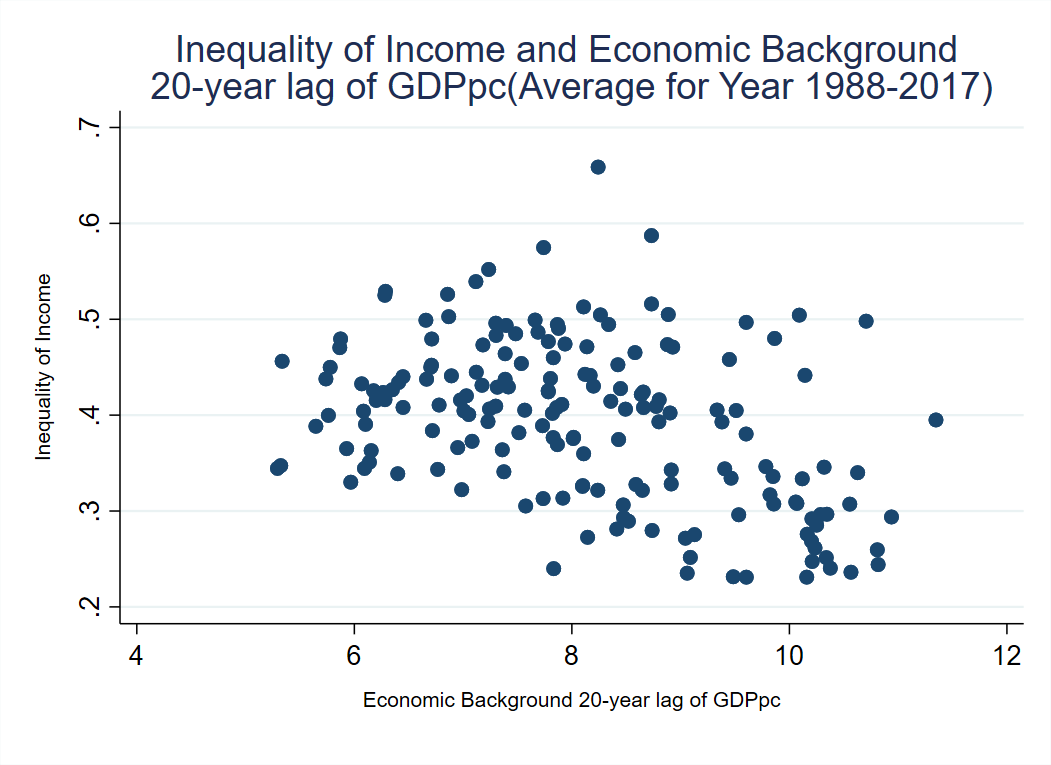 Inequality of Income and Economic Background
20-year lag of GDPpc(Average for Year 1988-2017)
.7
.6
.5
.4
.3
.2
Inequality of Income
4 6 8 10 12
Economic Background 20-year lag of GDPpc